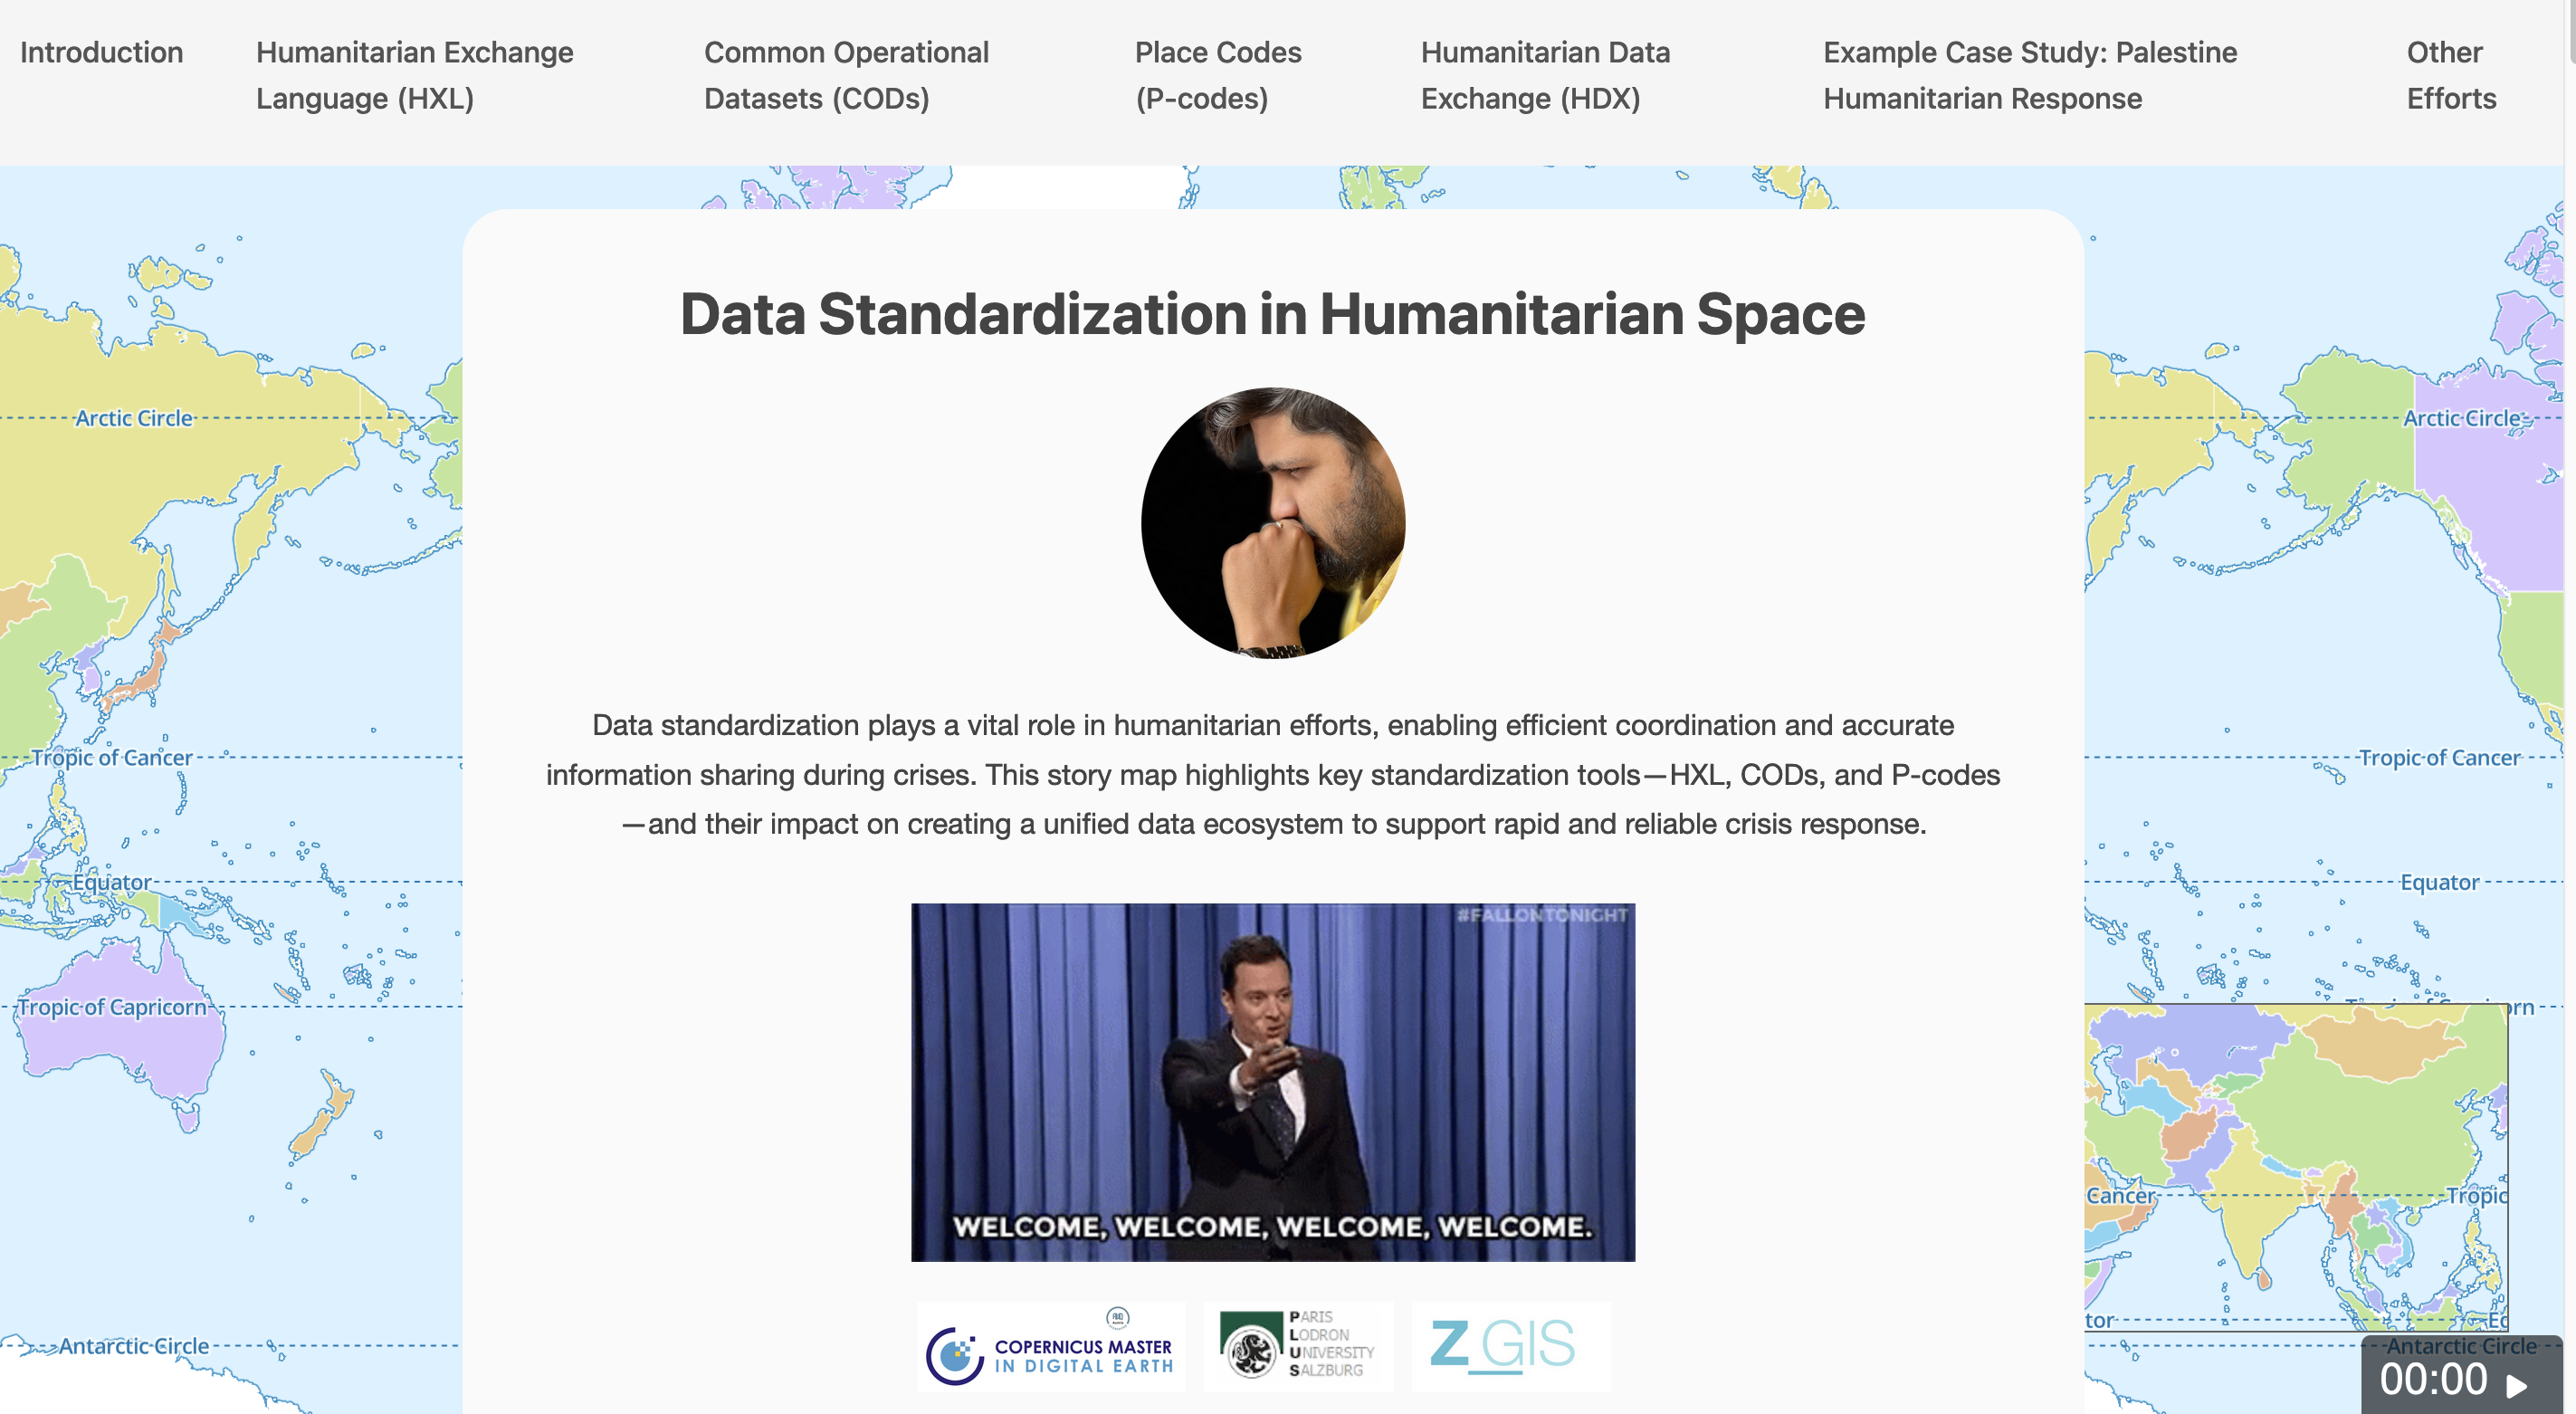 Introduction
Humanitarian Exchange
Language (HXL)
Common Operational
Datasets (CODs)
Place Codes
(P-codes)
Humanitarian Data
Exchange (HDX)
Example Case Study: Palestine
Humanitarian Response
Other
Efforts
Data Standardization in Humanitarian Space
Arctic Circle
Arctic Circle
Data standardization plays a vital role in humanitarian efforts, enabling efficient coordination and accurate
information sharing during crises. This story map highlights key standardization tools—HXL, CODs, and P-codes
—and their impact on creating a unified data ecosystem to support rapid and reliable crisis response.
Tropic of Cancer
Tropic of Cancer
Equator
Equator
#FALLONTONIGHT
Tropic of Capricorn
WELCOME, WELCOME, WELCOME, WELCOME.
Cancer
Tropic
tor
Antarctic Circle
Antarctic Circle
COPERNICUS MASTER
IN DIGITAL EARTH
PARIS
LODRON
UNIVERSITY
SALZBURG
Z_GIS
00:00